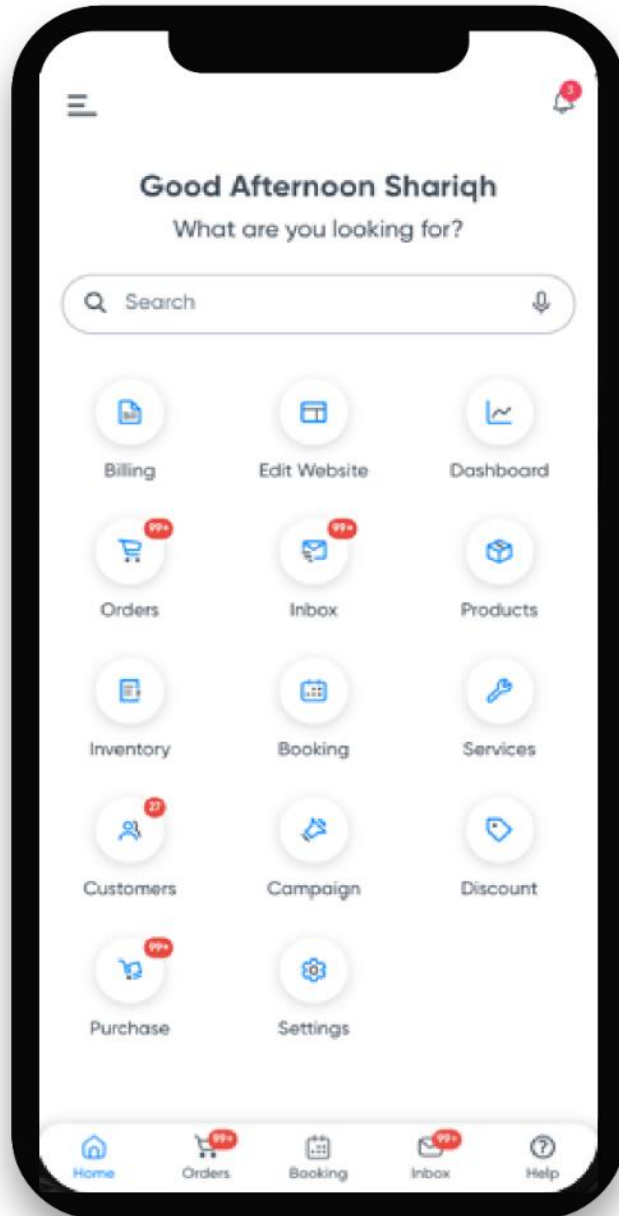 3
Good Afternoon Shariqh
What are you looking for?
Search
Billing
Edit Website
Dashboard
99+
99+
Orders
Inbox
Products
Inventory
Booking
Services
27
Customers
Campaign
Discount
99+
Purchase
Settings
99+
99+
Home
Orders
Booking
Inbox
Help